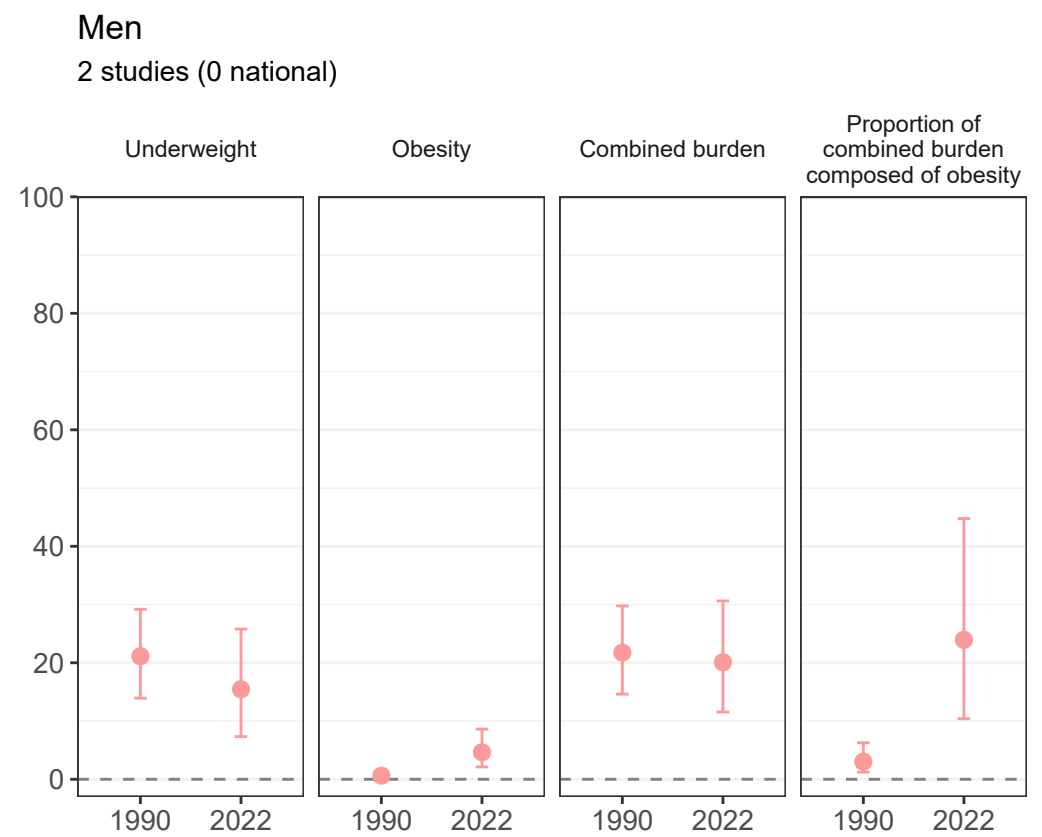 Men
2 studies (0 national)
Underweight
Obesity
Combined burden
Proportion of
combined burden
composed of obesity
100
80
60
40
20
0
1990 2022 1990 2022 1990 2022 1990 2022